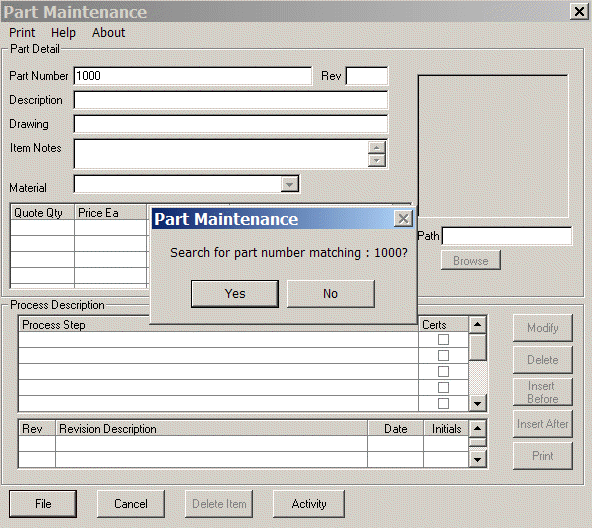 Part Maintenance
Print Help About
Part Detail
Part Number 1000 Rev
Description
Drawing
Item Notes
Material
Quote Qty Price Ea
Part Maintenance
Search for part number matching : 1000?
Yes No
Path
Browse
Process Description
Process Step Certs
Modify
Delete
Insert
Before
Insert After
Print
Rev Revision Description Date Initials
File Cancel Delete Item Activity